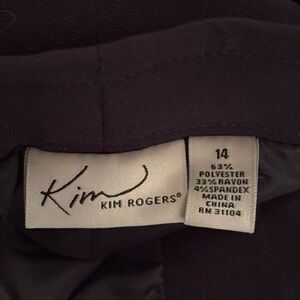 Kim
KIM ROGERS®
14
63%
POLYESTER
33% RAYON
4% SPANDEX
MADE IN
CHINA
RN 31104